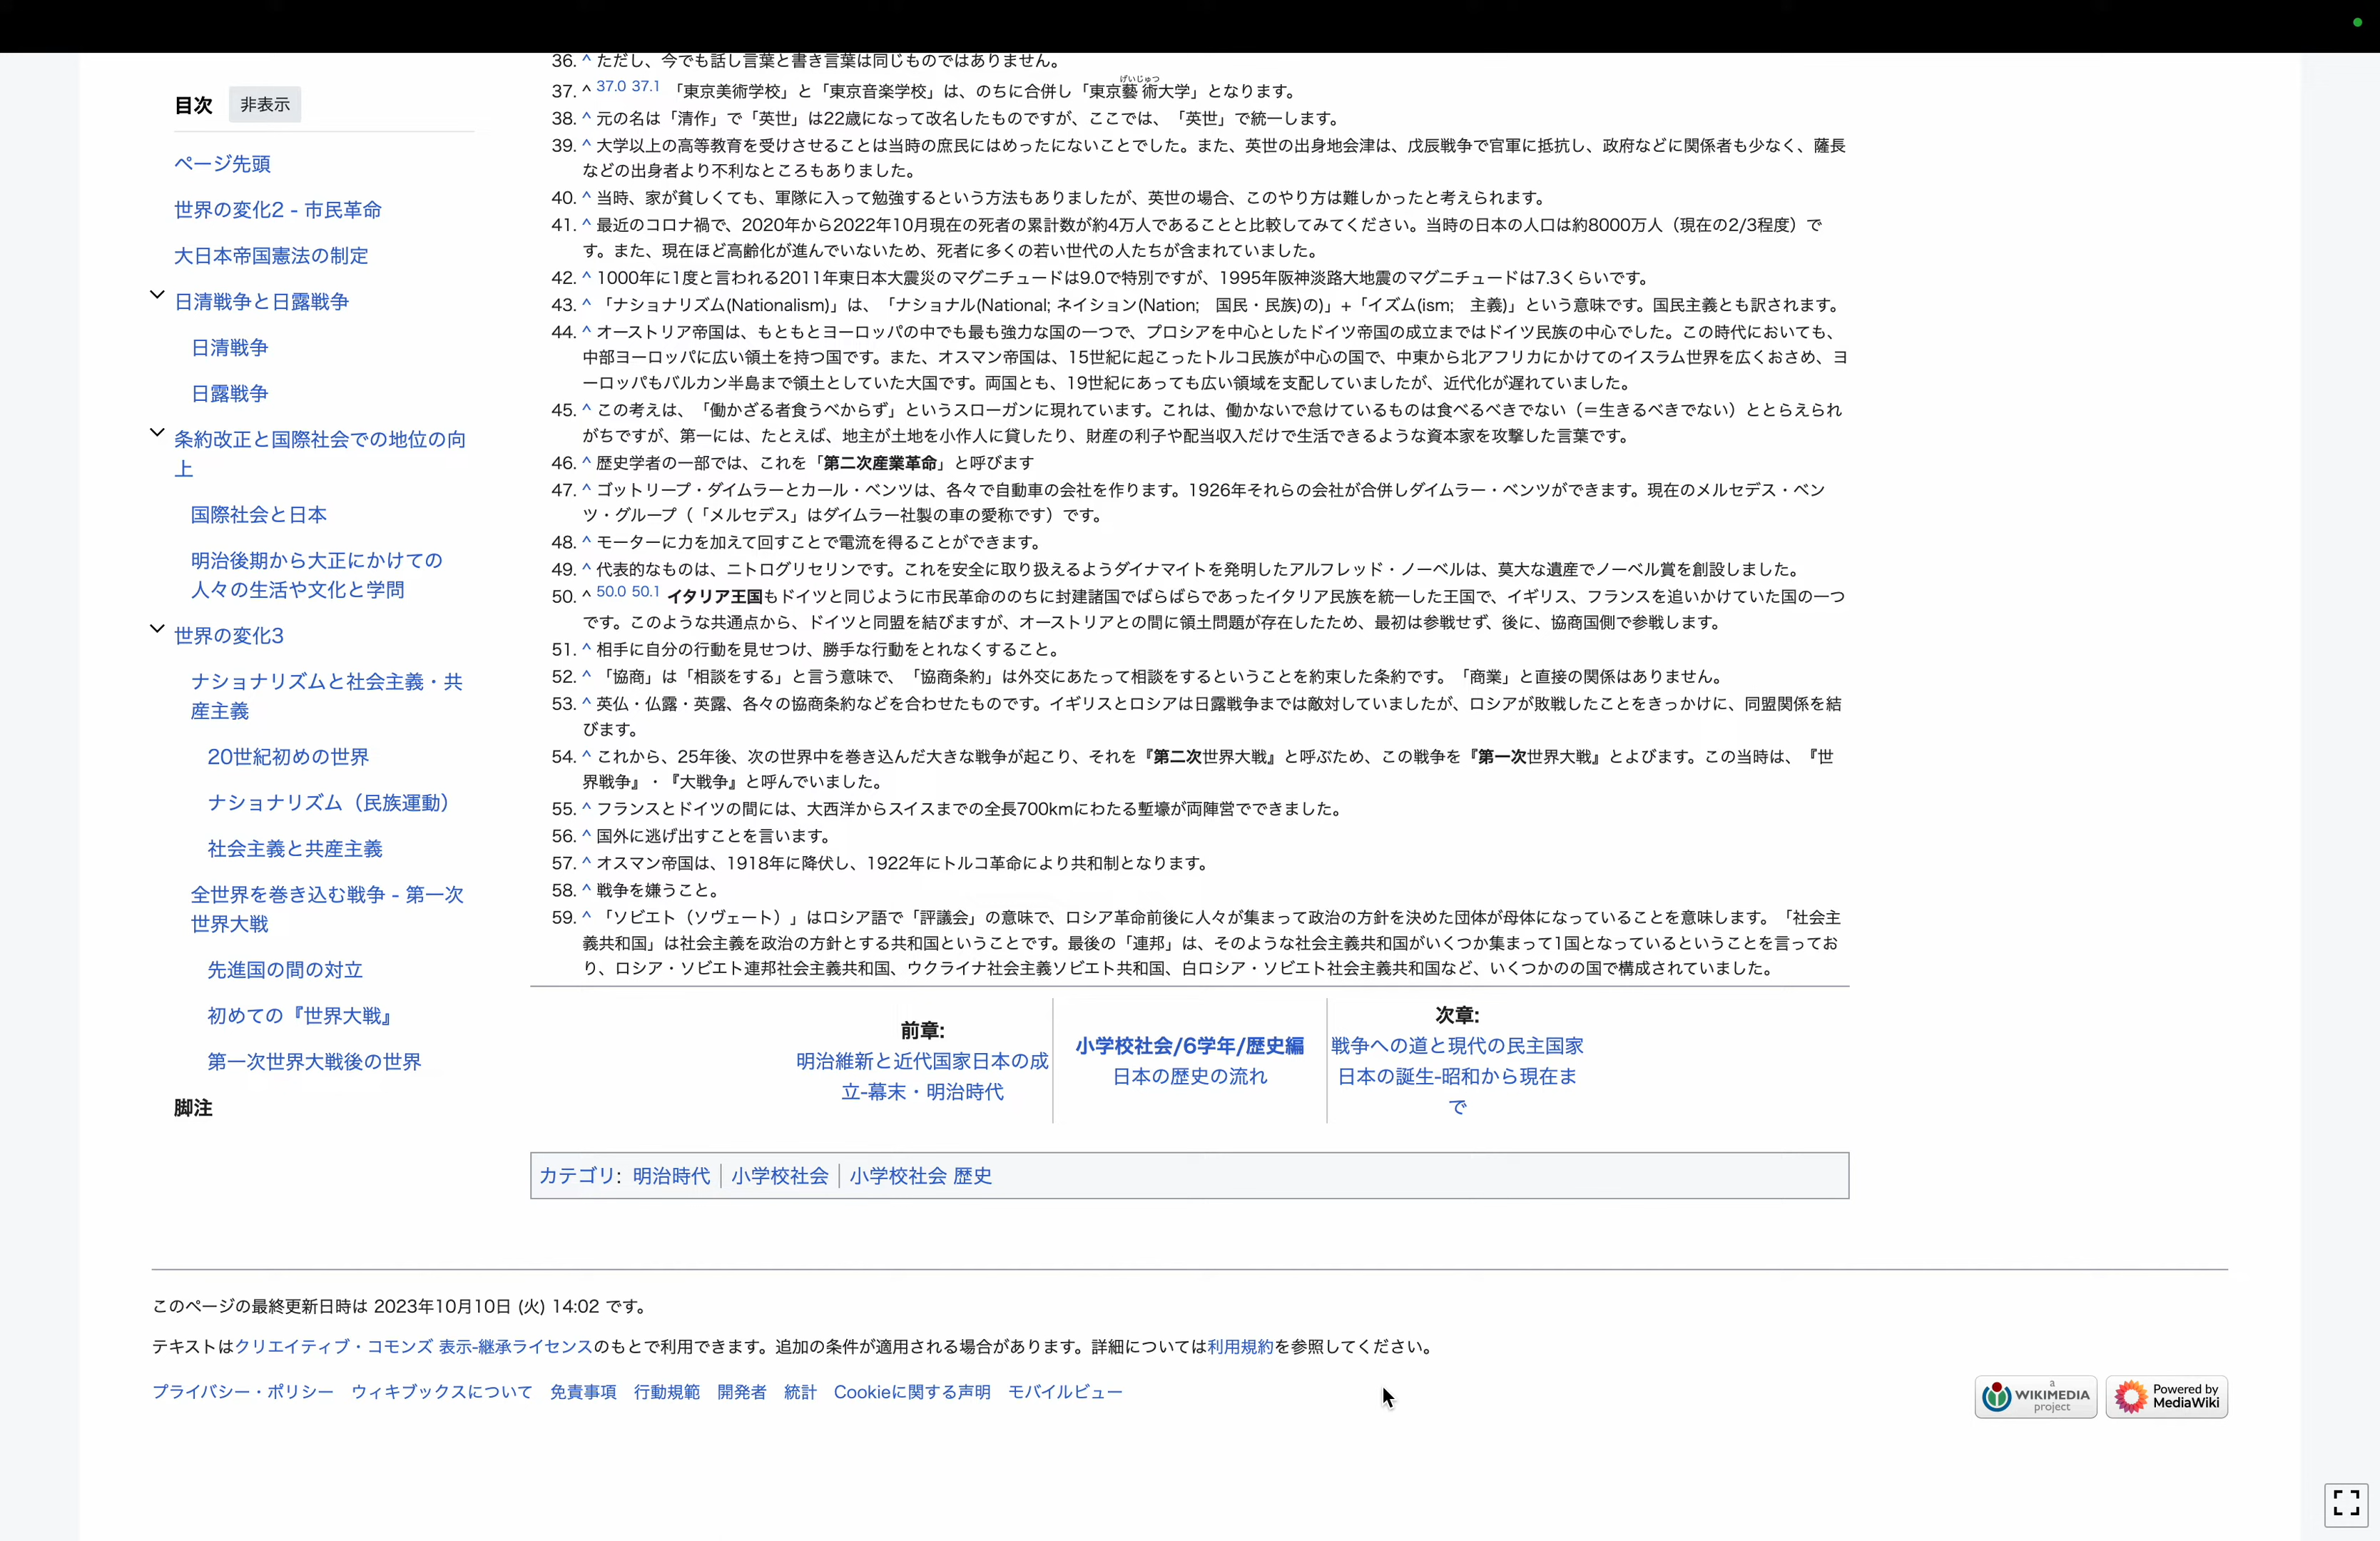 目次 非表示
ページ先頭
世界の変化2 - 市民革命
大日本帝国憲法の制定
日清戦争と日露戦争
日清戦争
日露戦争
条約改正と国際社会での地位の向
上
国際社会と日本
明治後期から大正にかけての
人々の生活や文化と学問
世界の変化3
ナショナリズムと社会主義・共
産主義
20世紀初めの世界
ナショナリズム（民族運動）
社会主義と共産主義
全世界を巻き込む戦争 - 第一次
世界大戦
先進国の間の対立
初めての『世界大戦』
第一次世界大戦後の世界
脚注
36. ^ ただし、今でも話し言葉と書き言葉は同じものではありません。
げいじゅつ
37. ^ 37.0 37.1 「東京美術学校」と「東京音楽学校」は、のちに合併し「東京藝術大学」となります。
38. ^ 元の名は「清作」で「英世」は22歳になって改名したものですが、ここでは、「英世」で統一します。
39. ^ 大学以上の高等教育を受けさせることは当時の庶民にはめったにないことでした。また、英世の出身地会津は、戊辰戦争で官軍に抵抗し、政府などに関係者も少なく、薩長
などの出身者より不利なところもありました。
40. ^ 当時、家が貧しくても、軍隊に入って勉強するという方法もありましたが、英世の場合、このやり方は難しかったと考えられます。
41. ^ 最近のコロナ禍で、2020年から2022年10月現在の死者の累計数が約4万人であることと比較してみてください。当時の日本の人口は約8000万人（現在の2/3程度）で
す。また、現在ほど高齢化が進んでいないため、死者に多くの若い世代の人たちが含まれていました。
42. ^ 1000年に1度と言われる2011年東日本大震災のマグニチュードは9.0で特別ですが、1995年阪神淡路大地震のマグニチュードは7.3くらいです。
43. ^ 「ナショナリズム(Nationalism)」は、「ナショナル(National; ネイション(Nation;　国民・民族)の)」+「イズム(ism;　主義)」という意味です。国民主義とも訳されます。
44. ^ オーストリア帝国は、もともとヨーロッパの中でも最も強力な国の一つで、プロシアを中心としたドイツ帝国の成立まではドイツ民族の中心でした。この時代においても、
中部ヨーロッパに広い領土を持つ国です。また、オスマン帝国は、15世紀に起こったトルコ民族が中心の国で、中東から北アフリカにかけてのイスラム世界を広くおさめ、ヨ
ーロッパもバルカン半島まで領土としていた大国です。両国とも、19世紀にあっても広い領域を支配していましたが、近代化が遅れていました。
45. ^ この考えは、「働かざる者食うべからず」というスローガンに現れています。これは、働かないで怠けているものは食べるべきでない（＝生きるべきでない）ととらえられ
がちですが、第一には、たとえば、地主が土地を小作人に貸したり、財産の利子や配当収入だけで生活できるような資本家を攻撃した言葉です。
46. ^ 歴史学者の一部では、これを「第二次産業革命」と呼びます
47. ^ ゴットリープ・ダイムラーとカール・ベンツは、各々で自動車の会社を作ります。1926年それらの会社が合併しダイムラー・ベンツができます。現在のメルセデス・ベン
ツ・グループ（「メルセデス」はダイムラー社製の車の愛称です）です。
48. ^ モーターに力を加えて回すことで電流を得ることができます。
49. ^ 代表的なものは、ニトログリセリンです。これを安全に取り扱えるようダイナマイトを発明したアルフレッド・ノーベルは、莫大な遺産でノーベル賞を創設しました。
50. ^ 50.0 50.1 イタリア王国もドイツと同じように市民革命ののちに封建諸国でばらばらであったイタリア民族を統一した王国で、イギリス、フランスを追いかけていた国の一つ
です。このような共通点から、ドイツと同盟を結びますが、オーストリアとの間に領土問題が存在したため、最初は参戦せず、後に、協商国側で参戦します。
51. ^ 相手に自分の行動を見せつけ、勝手な行動をとれなくすること。
52. ^ 「協商」は「相談をする」と言う意味で、「協商条約」は外交にあたって相談をするということを約束した条約です。「商業」と直接の関係はありません。
53. ^ 英仏・仏露・英露、各々の協商条約などを合わせたものです。イギリスとロシアは日露戦争までは敵対していましたが、ロシアが敗戦したことをきっかけに、同盟関係を結
びます。
54. ^ これから、25年後、次の世界中を巻き込んだ大きな戦争が起こり、それを『第二次世界大戦』と呼ぶため、この戦争を『第一次世界大戦』とよびます。この当時は、『世
界戦争』・『大戦争』と呼んでいました。
55. ^ フランスとドイツの間には、大西洋からスイスまでの全長700kmにわたる塹壕が両陣営でできました。
56. ^ 国外に逃げ出すことを言います。
57. ^ オスマン帝国は、1918年に降伏し、1922年にトルコ革命により共和制となります。
58. ^ 戦争を嫌うこと。
59. ^ 「ソビエト（ソヴェート）」はロシア語で「評議会」の意味で、ロシア革命前後に人々が集まって政治の方針を決めた団体が母体になっていることを意味します。「社会主
義共和国」は社会主義を政治の方針とする共和国ということです。最後の「連邦」は、そのような社会主義共和国がいくつか集まって1国となっているということを言ってお
り、ロシア・ソビエト連邦社会主義共和国、ウクライナ社会主義ソビエト共和国、白ロシア・ソビエト社会主義共和国など、いくつかのの国で構成されていました。
前章:
明治維新と近代国家日本の成
立-幕末・明治時代
小学校社会/6学年/歴史編
日本の歴史の流れ
次章:
戦争への道と現代の民主国家
日本の誕生-昭和から現在ま
で
カテゴリ: 明治時代 小学校社会 小学校社会 歴史
このページの最終更新日時は 2023年10月10日 (火) 14:02 です。
テキストはクリエイティブ・コモンズ 表示-継承ライセンスのもとで利用できます。追加の条件が適用される場合があります。詳細については利用規約を参照してください。
プライバシー・ポリシー ウィキブックスについて 免責事項 行動規範 開発者 統計 Cookieに関する声明 モバイルビュー
a
WIKIMEDIA
project
Powered by
MediaWiki